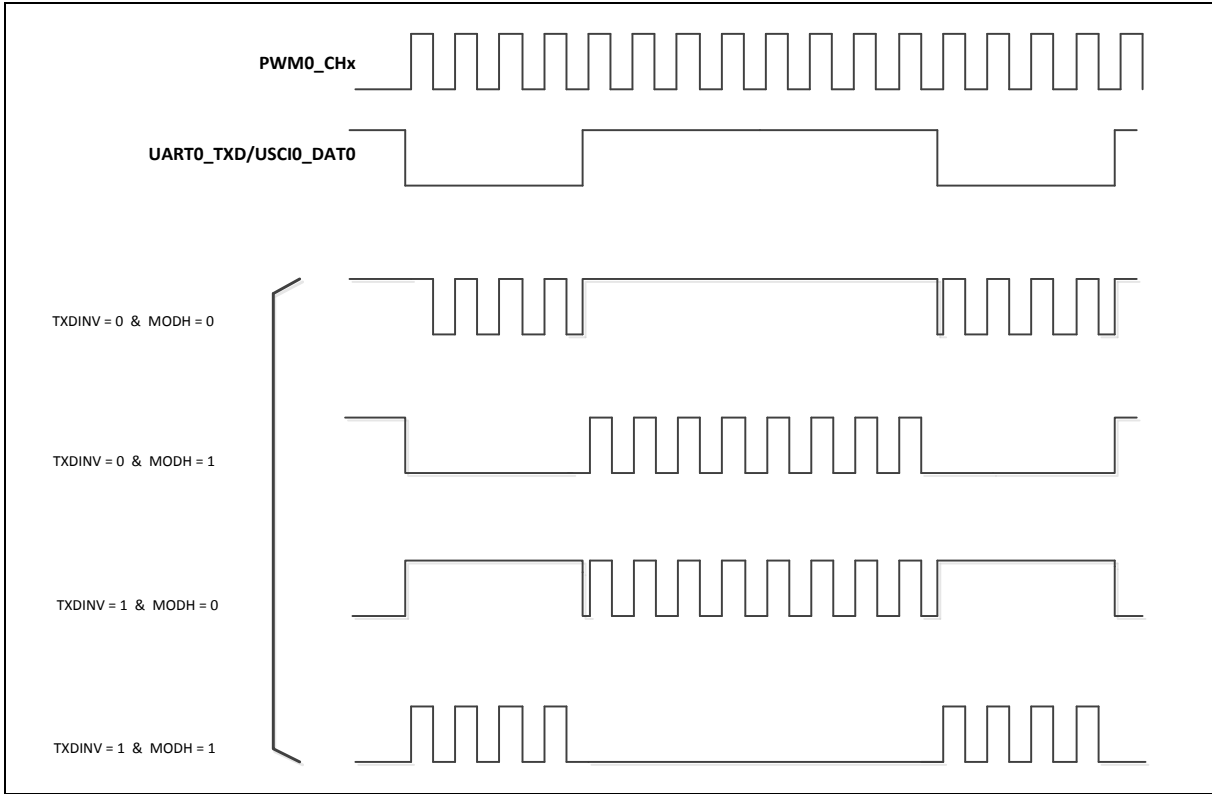 PWM0_CHx
UART0_TXD/USCI0_DAT0
TXDINV = 0 & MODH = 0
TXDINV = 0 & MODH = 1
TXDINV = 1 & MODH = 0
TXDINV = 1 & MODH = 1